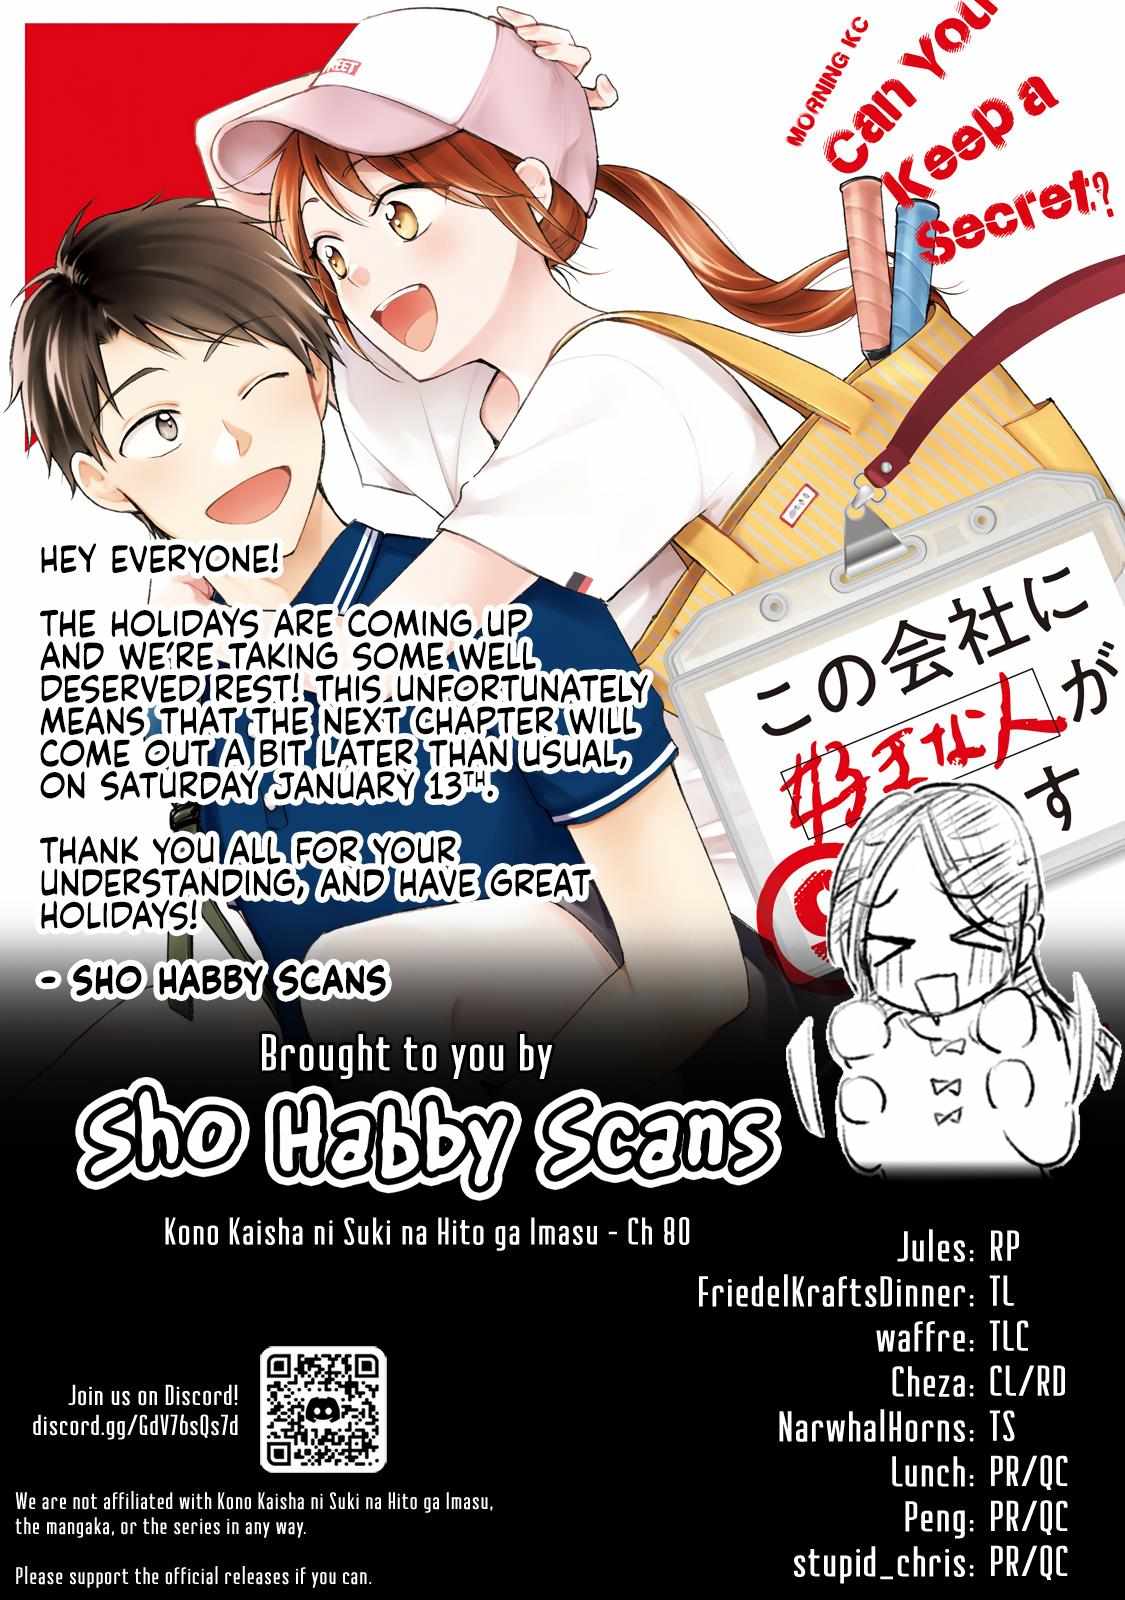 MORNING KC
Can You
Keep a
Secret?
この会社に
好きな人が
す
HEY EVERYONE!
THE HOLIDAYS ARE COMING UP
AND WE'RE TAKING SOME WELL
DESERVED REST! THIS UNFORTUNATELY
MEANS THAT THE NEXT CHAPTER WILL
COME OUT A BIT LATER THAN USUAL,
ON SATURDAY JANUARY 13TH.
THANK YOU ALL FOR YOUR
UNDERSTANDING, AND HAVE GREAT
HOLIDAYS!
- SHO HABBY SCANS
Brought to you by
Sho Habby Scans
Kono Kaisha ni Suki na Hito ga Imasu - Ch 80
Jules: RP
FriedelKraftsDinner: TL
waffre: TLC
Cheza: CL/RD
NarwhalHorns: TS
Lunch: PR/QC
Peng: PR/QC
stupid_chris: PR/QC
Join us on Discord!
discord.gg/GdV76sQs7d
We are not affiliated with Kono Kaisha ni Suki na Hito ga Imasu,
the mangaka, or the series in any way.
Please support the official releases if you can.